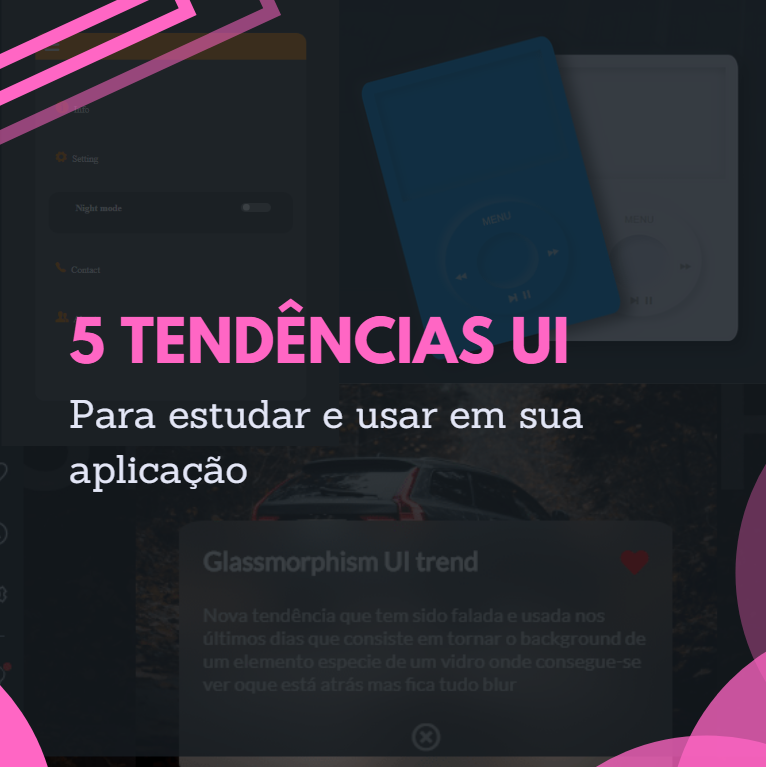 Setting
MENU
MENU
Night mode
Contact
5 TENDÊNCIAS UI
Para estudar e usar em sua
aplicação
Glassmorphism UI trend
Nova tendência que tem sido falada e usada nos
últimos dias que consiste em tornar o background de
um elemento especie de um vidro onde consegue-se
ver oque está atrás mas fica tudo blur